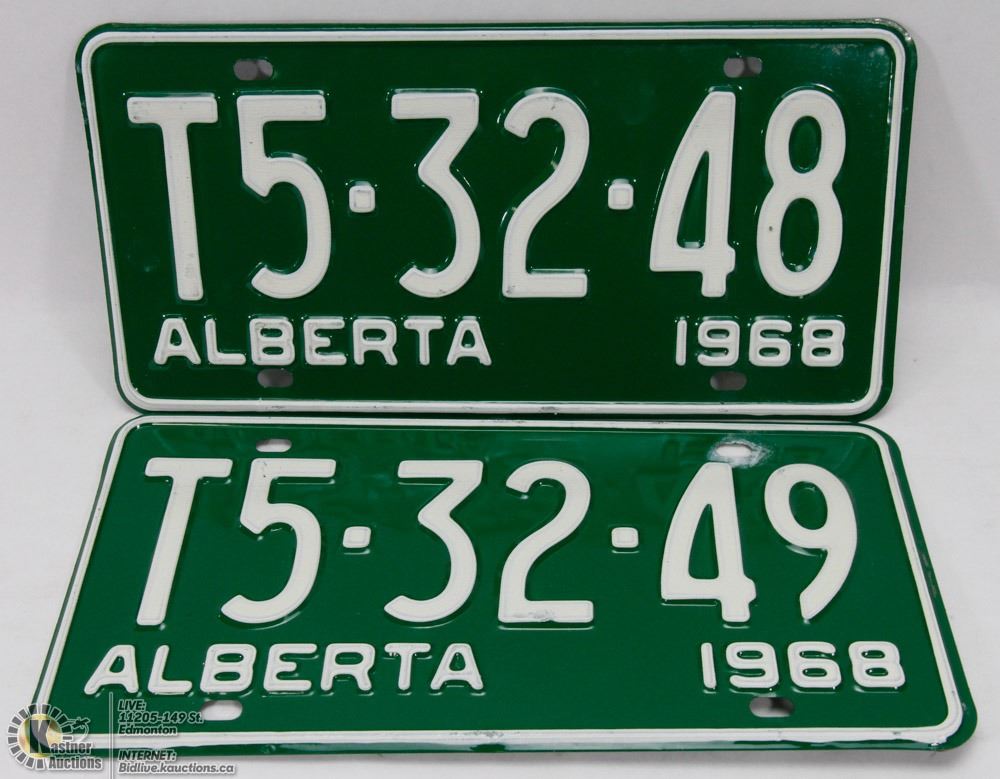 T5·32·48
ALBERTA 1968
T5·32·49
ALBERTA 1968
Kastner
Auctions
LIVE:
11205-149 St.
Edmonton
INTERNET:
Bidlive.kauctions.ca